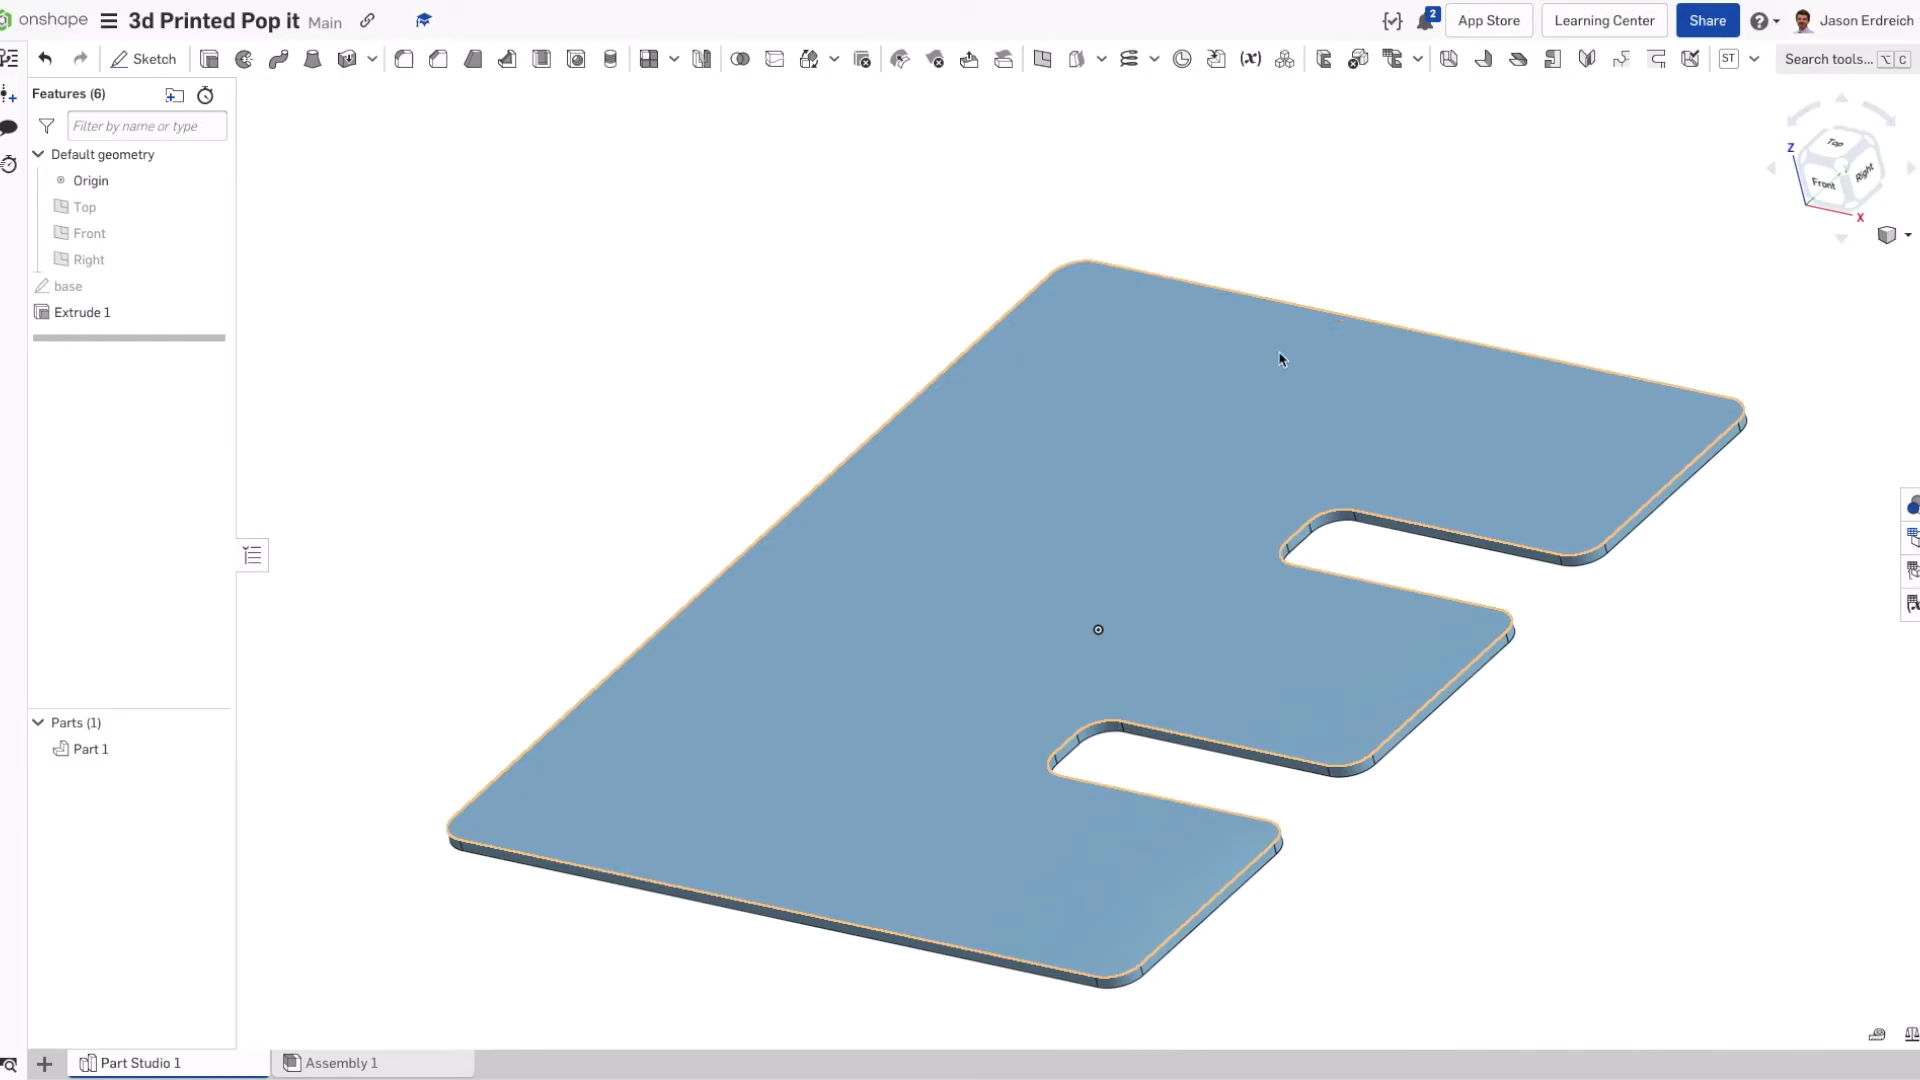 onshape 3d Printed Pop it Main 2 App Store Learning Center Share Jason Erdreich
Sketch (x) ST Search tools... ⌥ C
Features (6)
Filter by name or type
Default geometry
Origin
Top
Front
Right
base
Extrude 1
Parts (1)
Part 1
Top
Front
Right
Z
X
Part Studio 1 Assembly 1